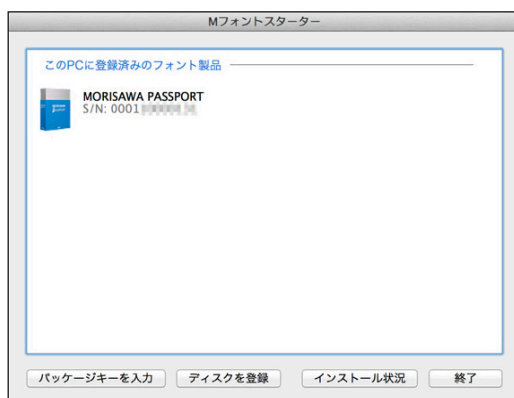 Mフォントスターター
このPCに登録済みのフォント製品
MORISAWA PASSPORT
S/N: 0001
パッケージキーを入力
ディスクを登録
インストール状況
終了